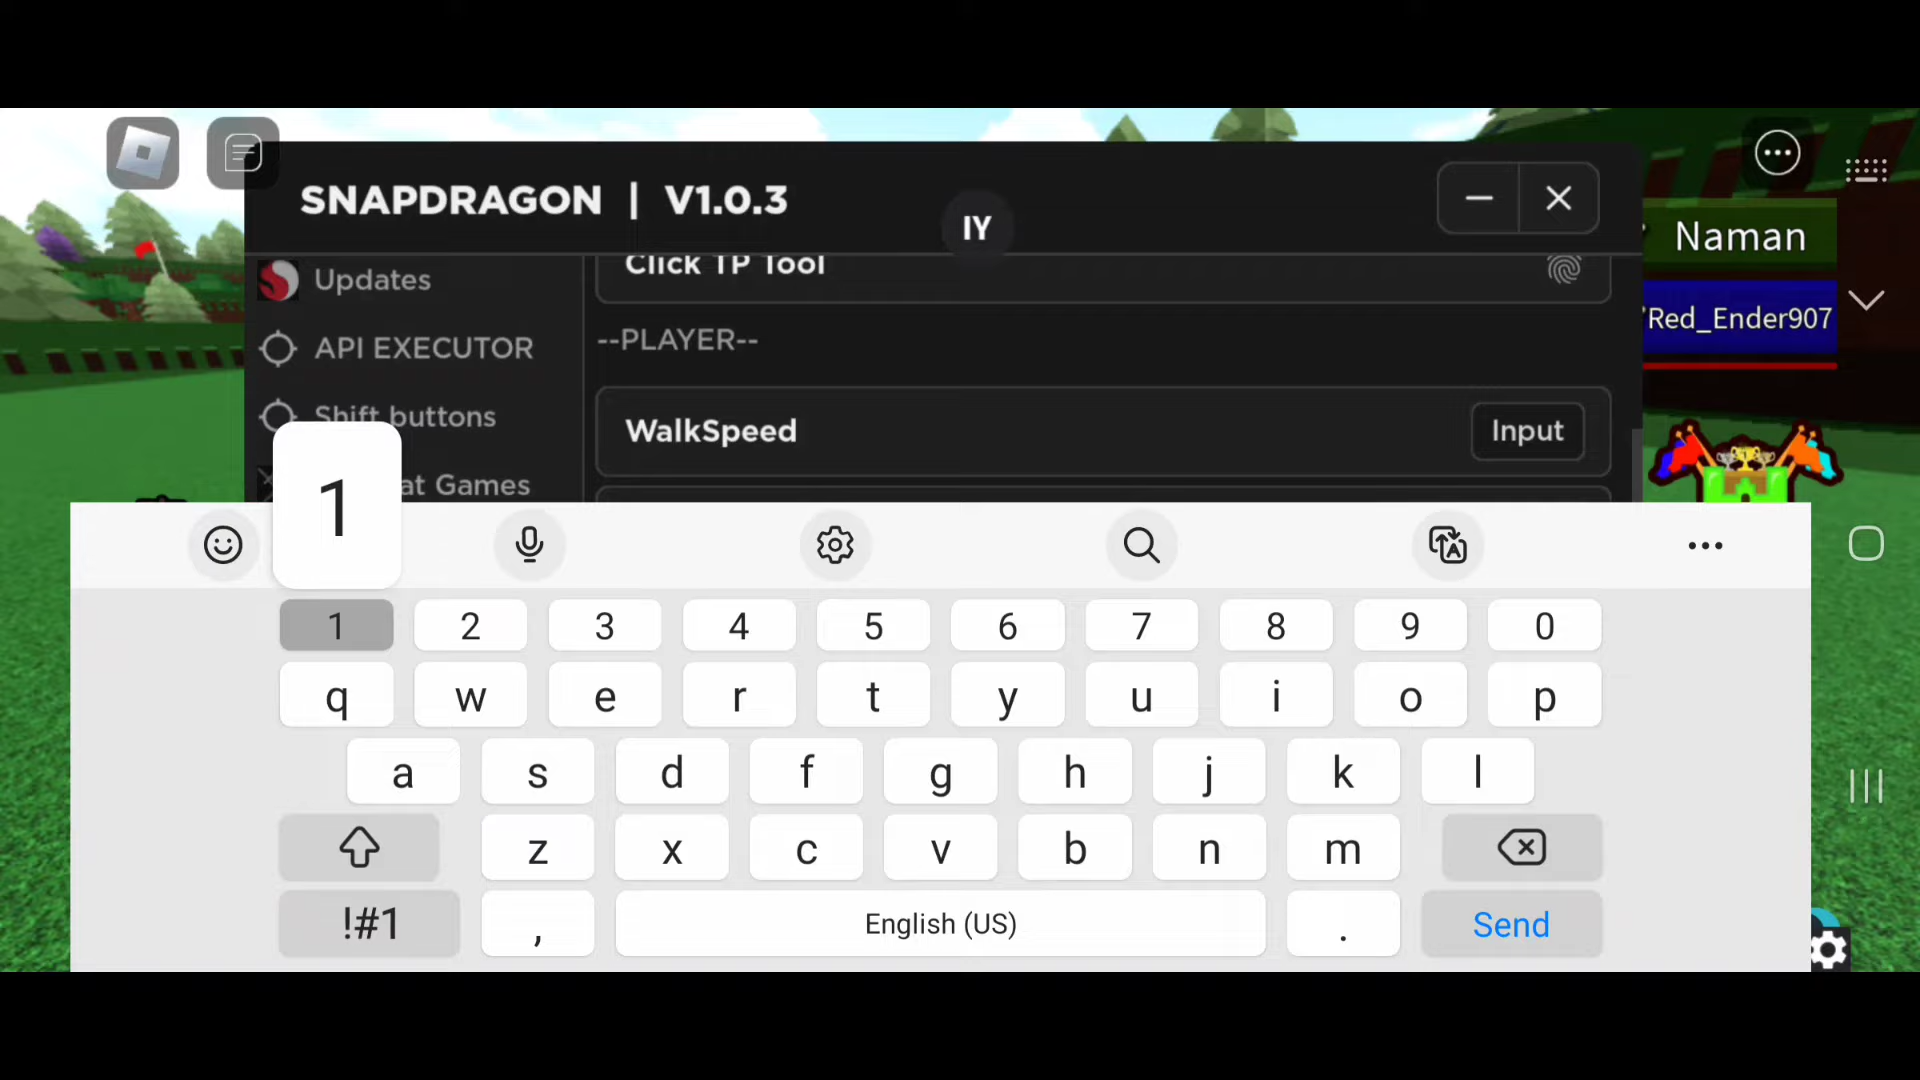 SNAPDRAGON | V1.0.3
IY
Naman
Red_Ender907
Updates
API EXECUTOR
Shift buttons
at Games
Click TP Tool
--PLAYER--
WalkSpeed
Input
1
1 2 3 4 5 6 7 8 9 0
q w e r t y u i o p
a s d f g h j k l
z x c v b n m
!#1 , English (US) . Send